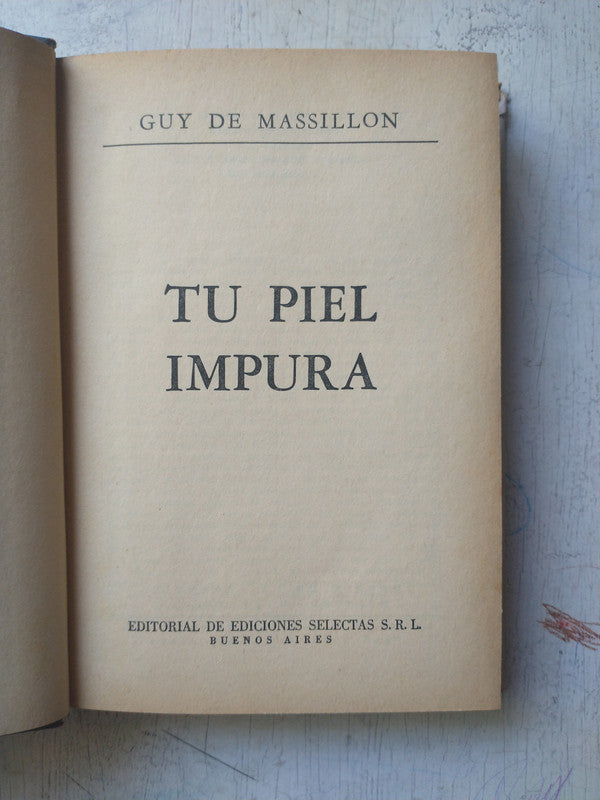 GUY DE MASSILLON
TU PIEL
IMPURA
EDITORIAL DE EDICIONES SELECTAS S. R. L.
BUENOS AIRES